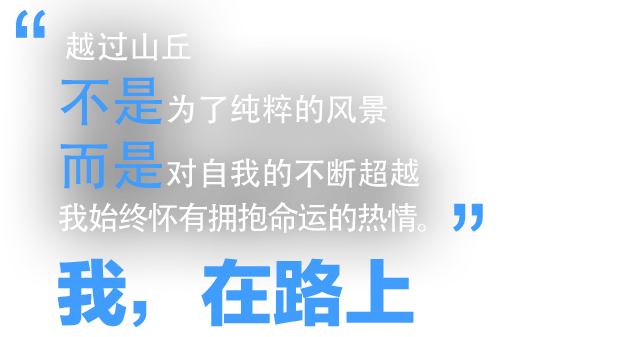 “越过山丘
不是为了纯粹的风景
而是对自我的不断超越
我始终怀有拥抱命运的热情。”
我，在路上